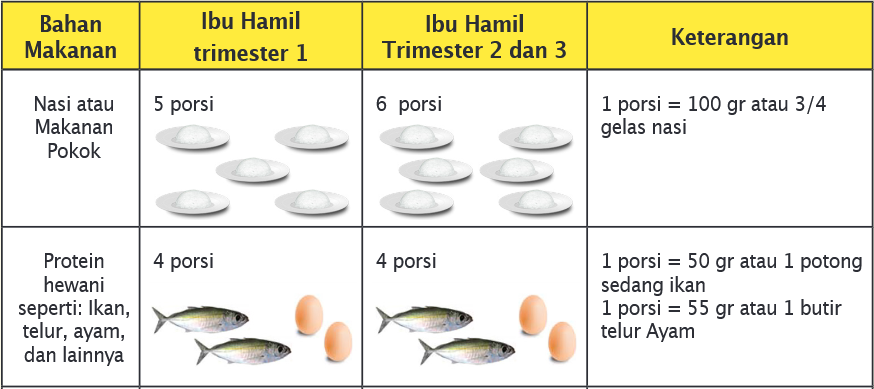 Bahan
Makanan
Ibu Hamil
trimester 1
Ibu Hamil
Trimester 2 dan 3
Keterangan
Nasi atau
Makanan
Pokok
5 porsi
6 porsi
1 porsi = 100 gr atau 3/4
gelas nasi
Protein
hewani
seperti: Ikan,
telur, ayam,
dan lainnya
4 porsi
4 porsi
1 porsi = 50 gr atau 1 potong
sedang ikan
1 porsi = 55 gr atau 1 butir
telur Ayam